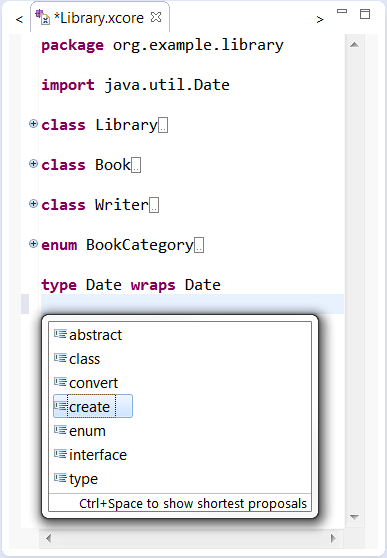 *Library.xcore
package org.example.library
import java.util.Date
class Library
class Book
class Writer
enum BookCategory
type Date wraps Date
abstract
class
convert
create
enum
interface
type
Ctrl+Space to show shortest proposals